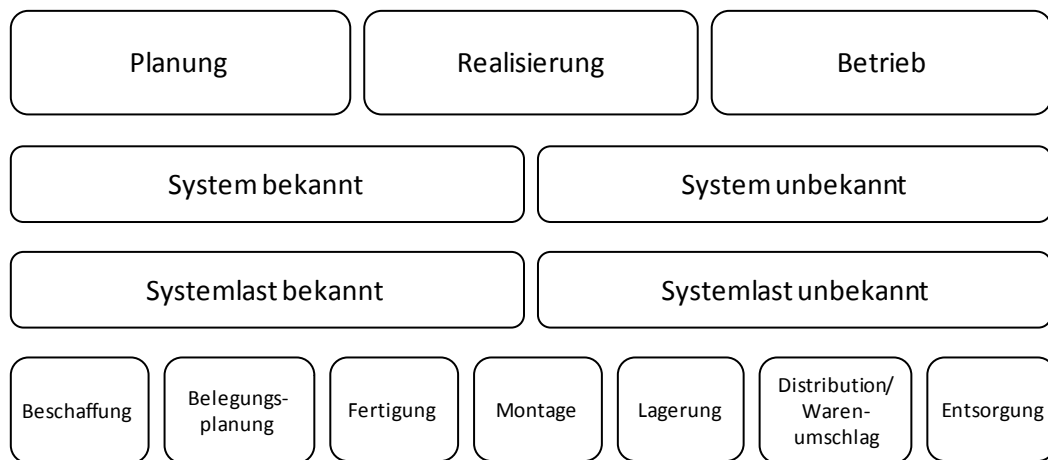 Planung
Realisierung
Betrieb
System bekannt
System unbekannt
Systemlast bekannt
Systemlast unbekannt
Beschaffung
Belegungs-
planung
Fertigung
Montage
Lagerung
Distribution/
Waren-
umschlag
Entsorgung